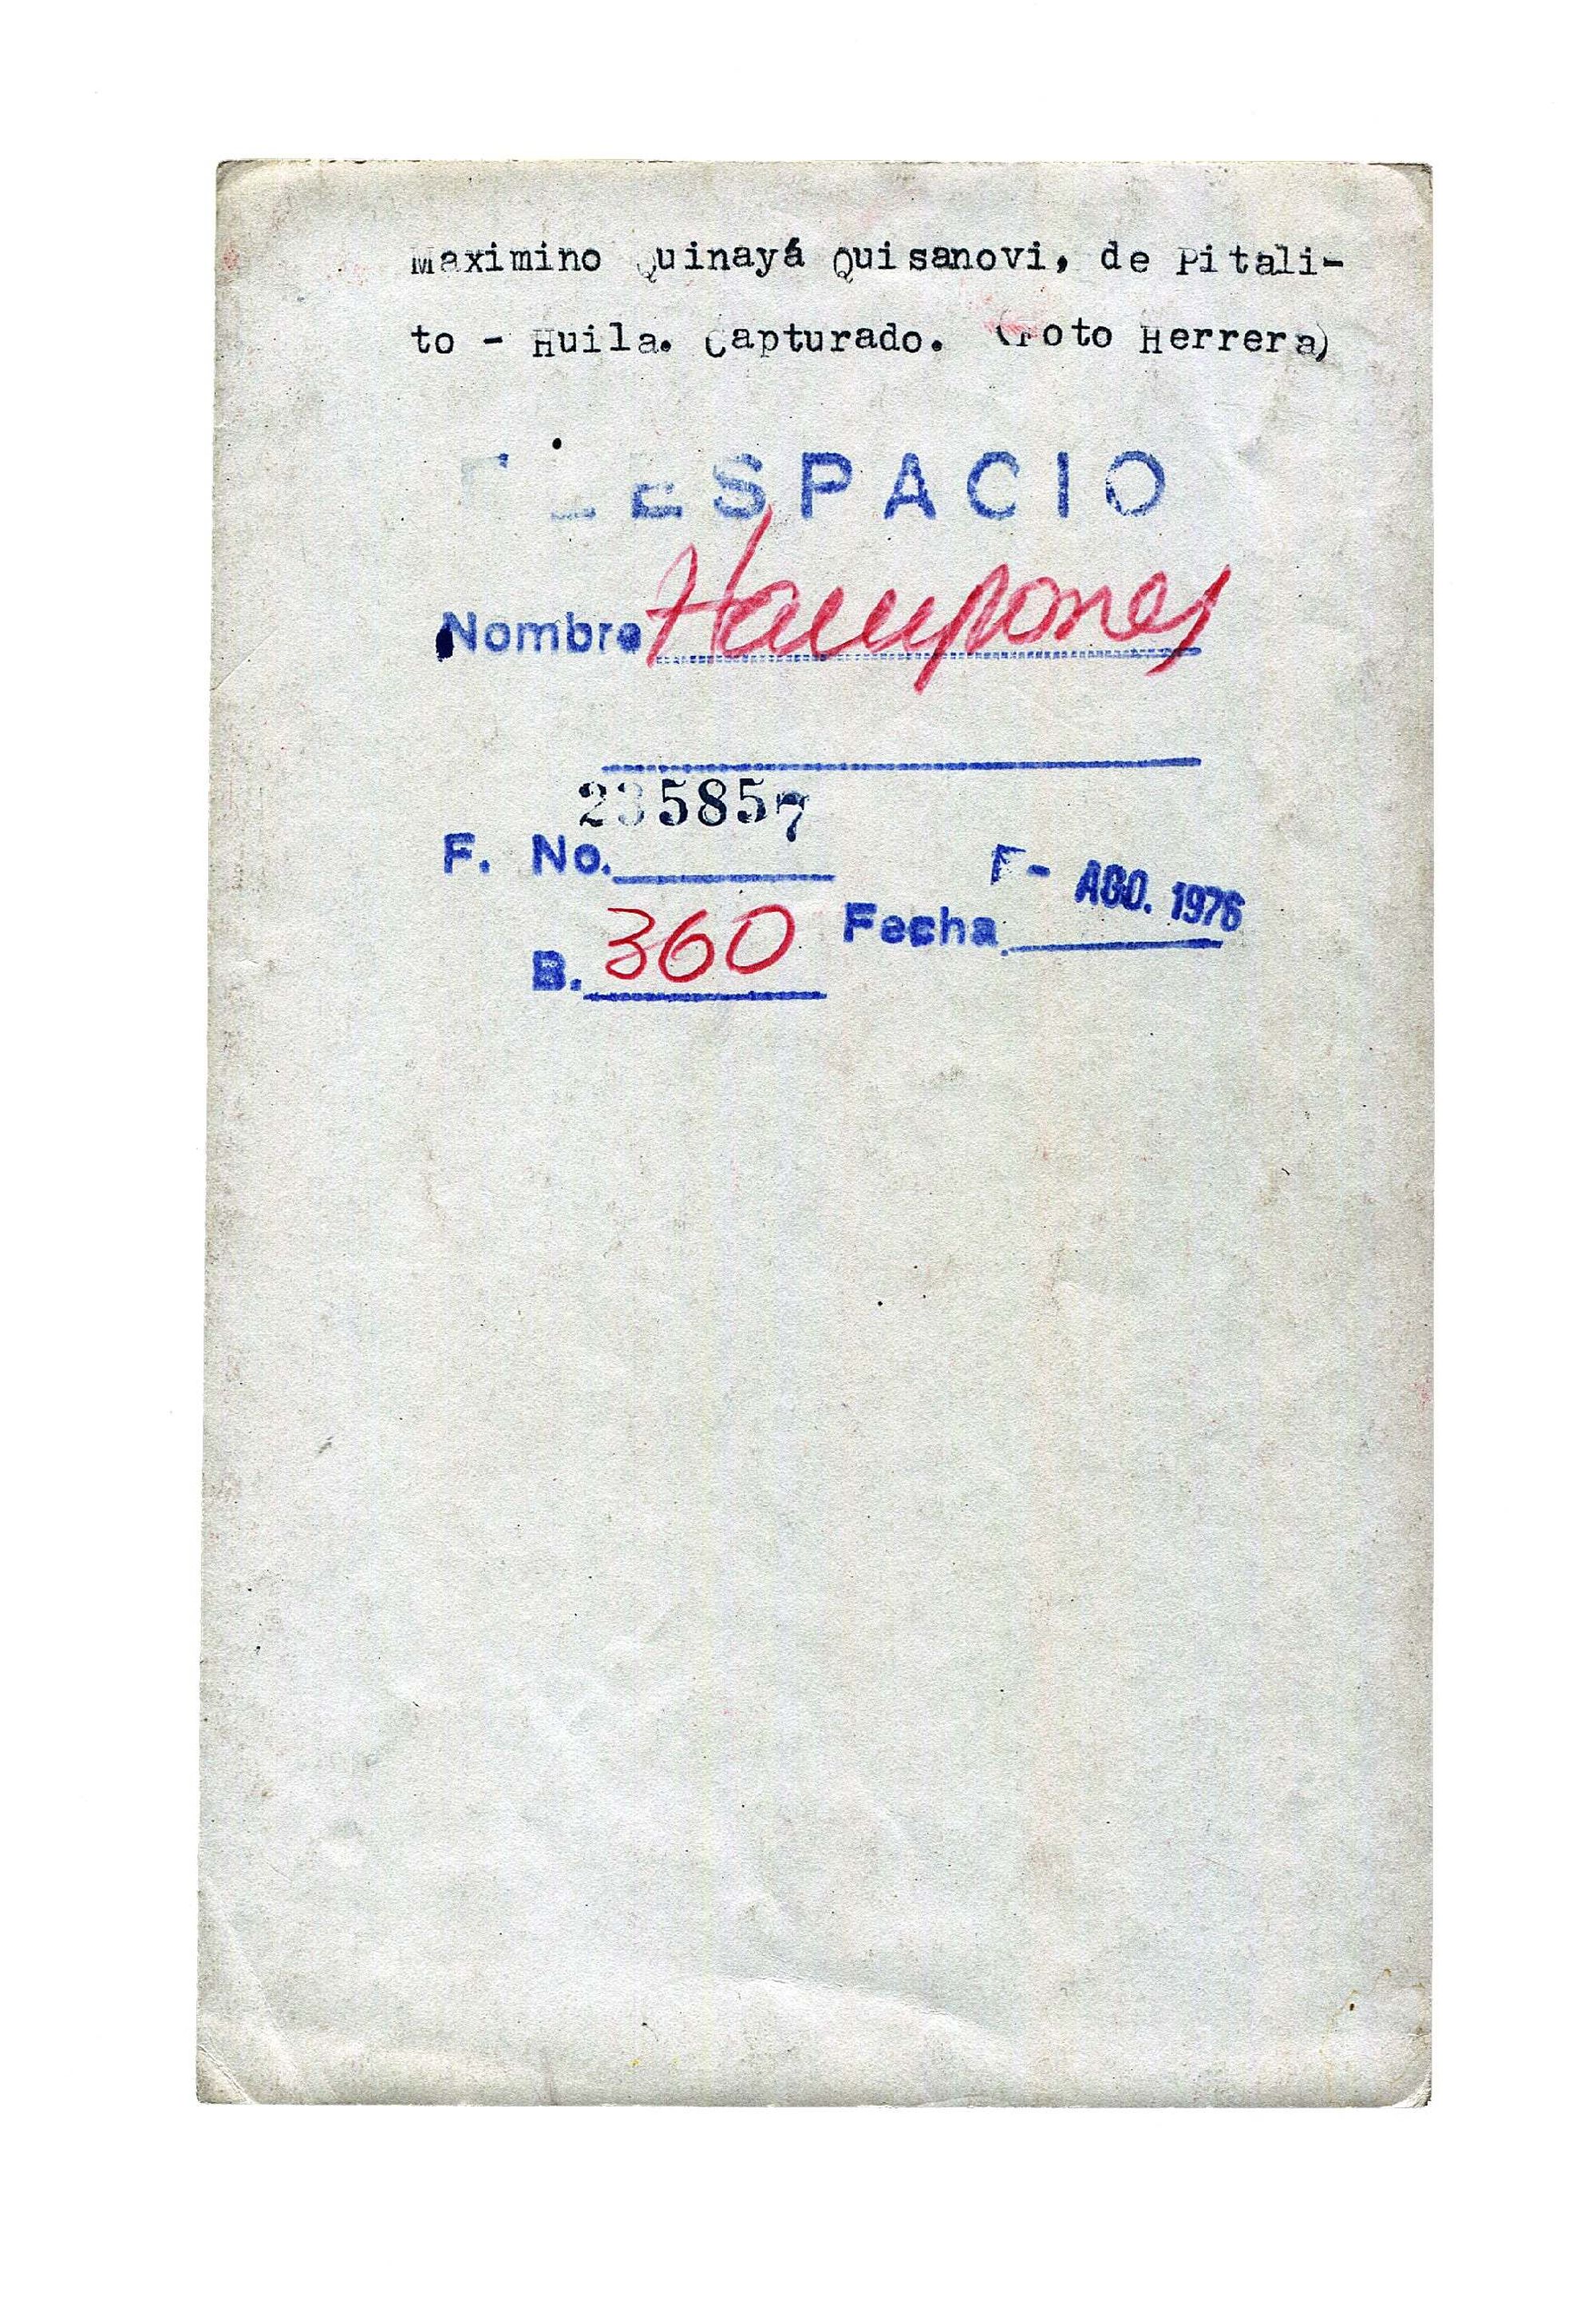 Maximino Quinayá Quisanovi, de Pitali-
to - Huila. Capturado. (Foto Herrera)
EL ESPACIO
Nombre Hampones
235857
F. No.
F- AGO. 1976
Fecha
B. 360